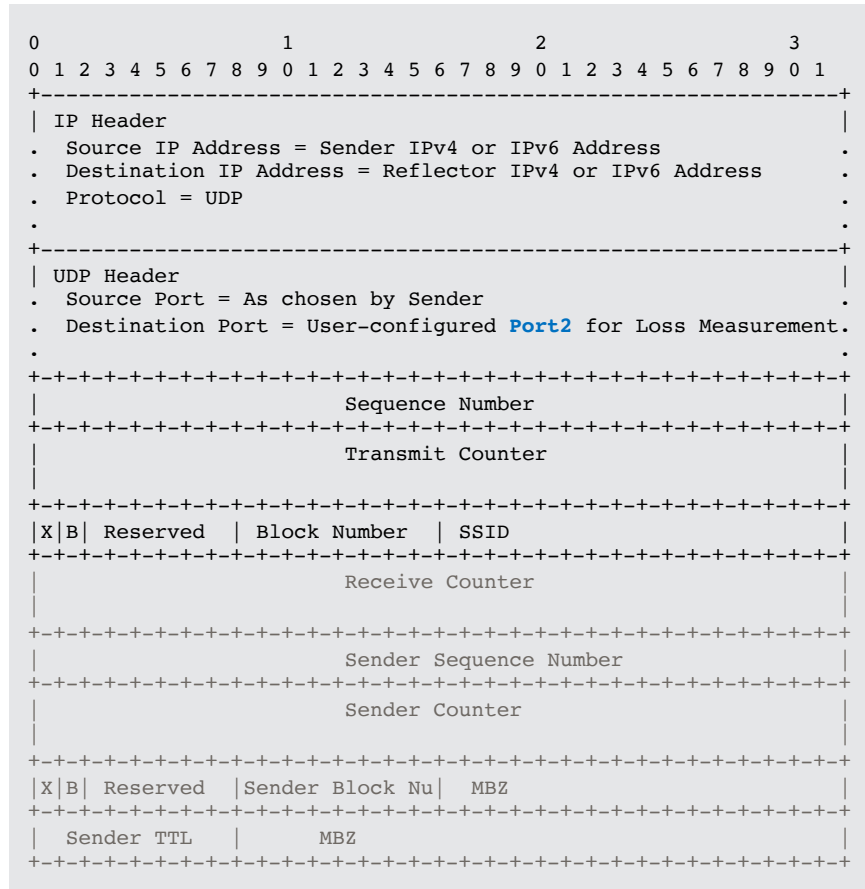 0                   1                   2                   3
0 1 2 3 4 5 6 7 8 9 0 1 2 3 4 5 6 7 8 9 0 1 2 3 4 5 6 7 8 9 0 1
+---------------------------------------------------------------+
| IP Header                                                     |
.  Source IP Address = Sender IPv4 or IPv6 Address              .
.  Destination IP Address = Reflector IPv4 or IPv6 Address      .
.  Protocol = UDP                                               .
.                                                               .
+---------------------------------------------------------------+
| UDP Header                                                    |
.  Source Port = As chosen by Sender                            .
.  Destination Port = User-configured Port2 for Loss Measurement.
.                                                               .
+-+-+-+-+-+-+-+-+-+-+-+-+-+-+-+-+-+-+-+-+-+-+-+-+-+-+-+-+-+-+-+-+
|                        Sequence Number                        |
+-+-+-+-+-+-+-+-+-+-+-+-+-+-+-+-+-+-+-+-+-+-+-+-+-+-+-+-+-+-+-+-+
|                        Transmit Counter                       |
|                                                               |
+-+-+-+-+-+-+-+-+-+-+-+-+-+-+-+-+-+-+-+-+-+-+-+-+-+-+-+-+-+-+-+-+
|X|B| Reserved  | Block Number  | SSID                          |
+-+-+-+-+-+-+-+-+-+-+-+-+-+-+-+-+-+-+-+-+-+-+-+-+-+-+-+-+-+-+-+-+
|                        Receive Counter                        |
|                                                               |
+-+-+-+-+-+-+-+-+-+-+-+-+-+-+-+-+-+-+-+-+-+-+-+-+-+-+-+-+-+-+-+-+
|                        Sender Sequence Number                 |
+-+-+-+-+-+-+-+-+-+-+-+-+-+-+-+-+-+-+-+-+-+-+-+-+-+-+-+-+-+-+-+-+
|                        Sender Counter                         |
|                                                               |
+-+-+-+-+-+-+-+-+-+-+-+-+-+-+-+-+-+-+-+-+-+-+-+-+-+-+-+-+-+-+-+-+
|X|B| Reserved  |Sender Block Nu|  MBZ                          |
+-+-+-+-+-+-+-+-+-+-+-+-+-+-+-+-+-+-+-+-+-+-+-+-+-+-+-+-+-+-+-+-+
|  Sender TTL   |      MBZ                                      |
+-+-+-+-+-+-+-+-+-+-+-+-+-+-+-+-+-+-+-+-+-+-+-+-+-+-+-+-+-+-+-+-+